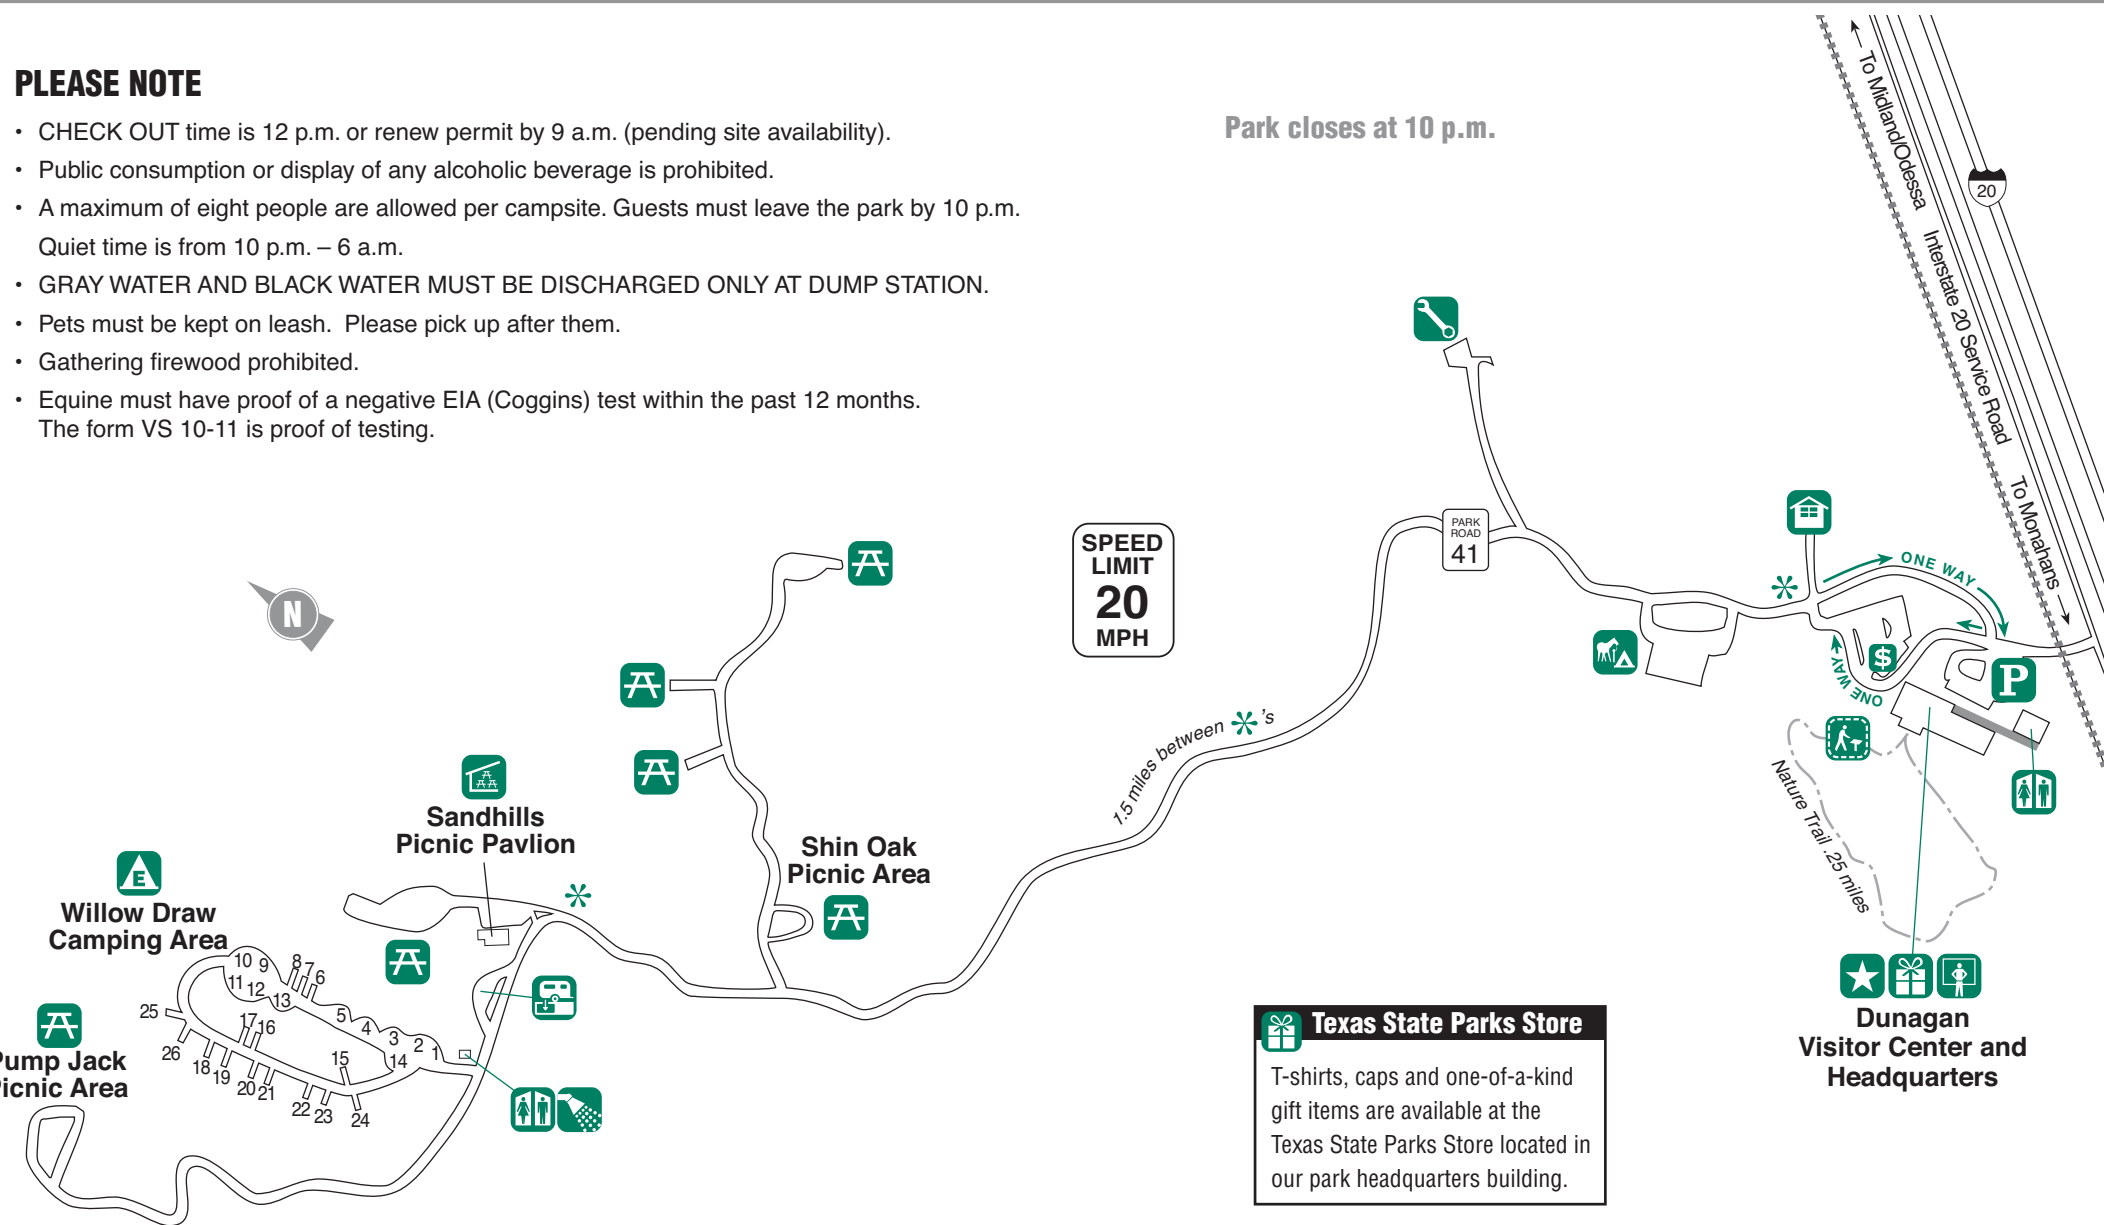 PLEASE NOTE
• CHECK OUT time is 12 p.m. or renew permit by 9 a.m. (pending site availability).
• Public consumption or display of any alcoholic beverage is prohibited.
• A maximum of eight people are allowed per campsite. Guests must leave the park by 10 p.m.
Quiet time is from 10 p.m. – 6 a.m.
• GRAY WATER AND BLACK WATER MUST BE DISCHARGED ONLY AT DUMP STATION.
• Pets must be kept on leash. Please pick up after them.
• Gathering firewood prohibited.
• Equine must have proof of a negative EIA (Coggins) test within the past 12 months.
The form VS 10-11 is proof of testing.
Park closes at 10 p.m.
To Midland/Odessa
20
Interstate 20 Service Road
To Monahans
N
SPEED
LIMIT
20
MPH
PARK
ROAD
41
ONE WAY
ONE WAY
$
P
1.5 miles between *'s
Nature Trail .25 miles
Sandhills
Picnic Pavlion
Shin Oak
Picnic Area
E
Willow Draw
Camping Area
10
9
8
7
6
11
12
13
5
4
3
2
1
25
17
16
15
14
26
18
19
20
21
22
23
24
Pump Jack
Picnic Area
Texas State Parks Store
T-shirts, caps and one-of-a-kind
gift items are available at the
Texas State Parks Store located in
our park headquarters building.
Dunagan
Visitor Center and
Headquarters